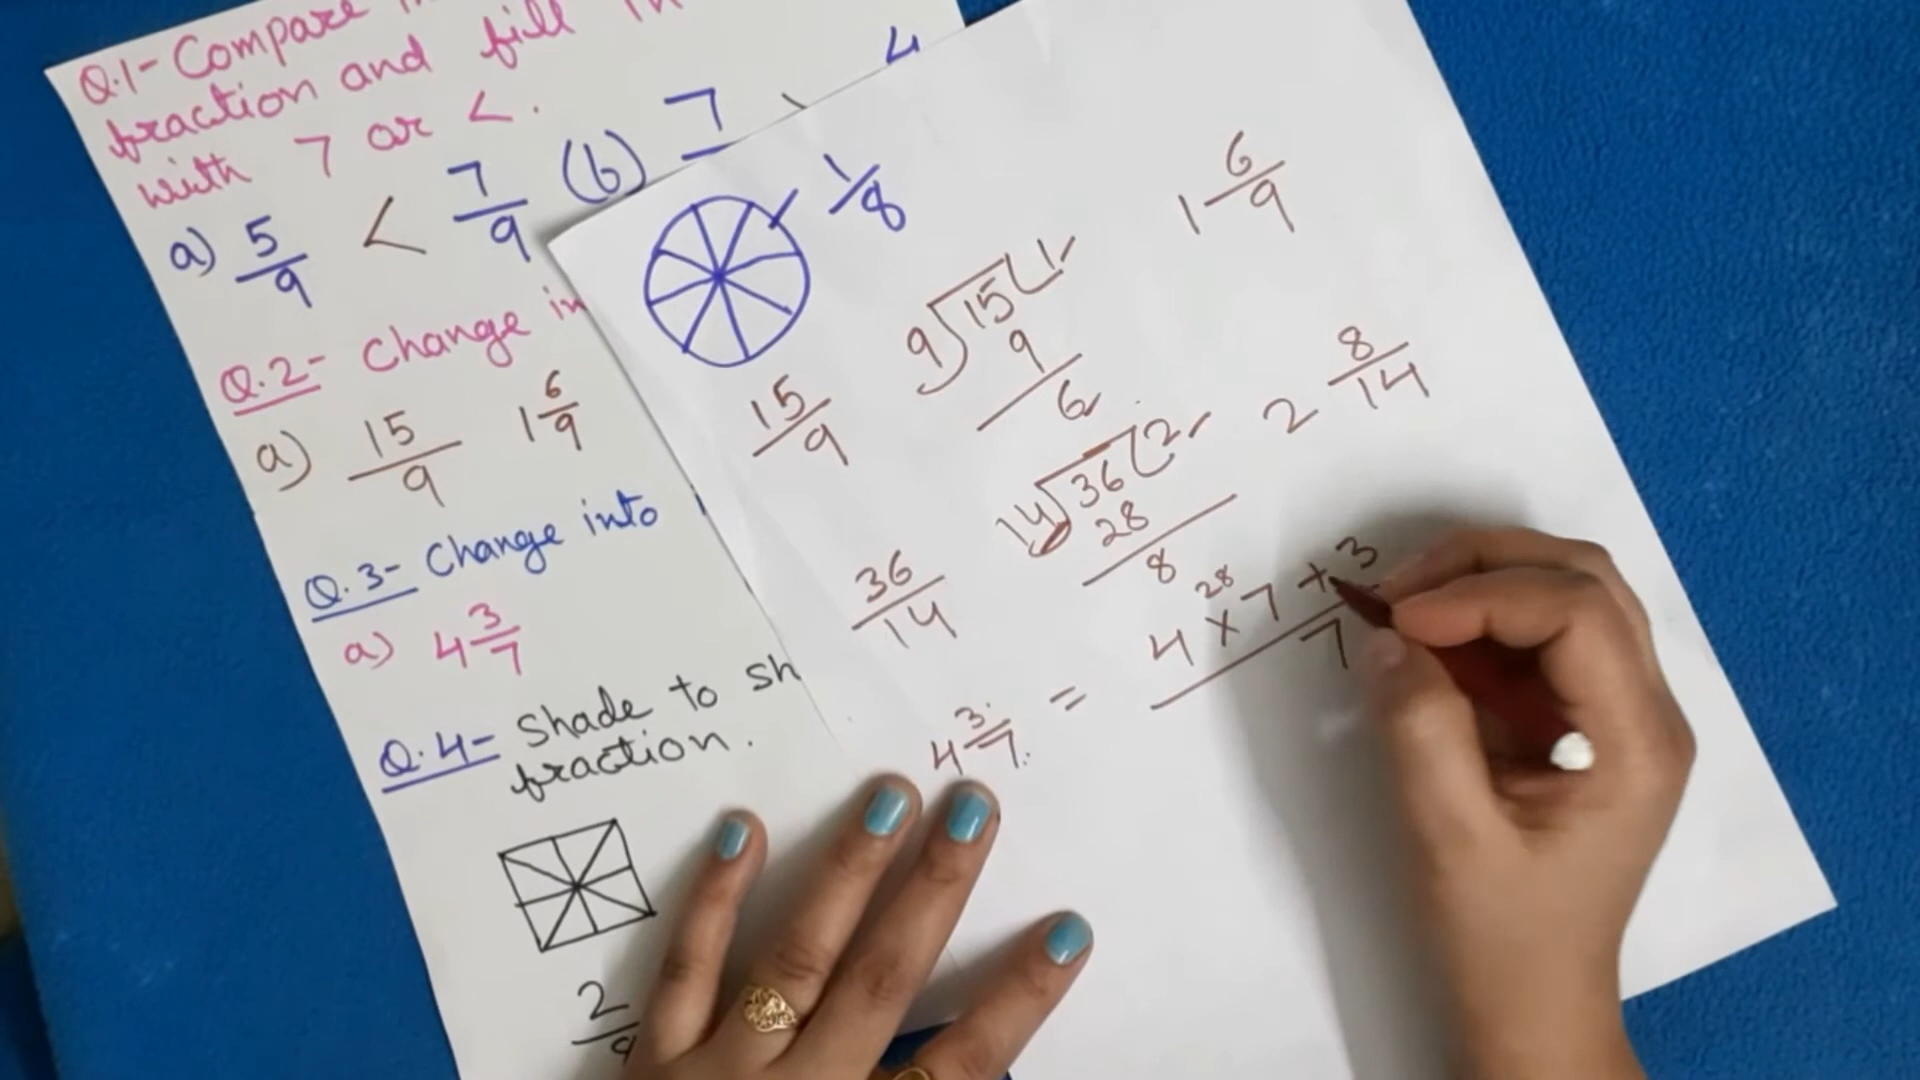 Q.1- Compare
fraction and fill in
with 7 or <.
a) 5/9 < 7/9 (b) 7
Q.2- Change in
a) 15/9 1 6/9
Q.3- Change into
a) 4 3/7
Q.4- Shade to sh
fraction.
2
1/8
15/9
9 15 1
9
6
1 6/9
36/14
14 36 2
28
8
2 8/14
4 3/7 = 4 × 7 + 3
28
7